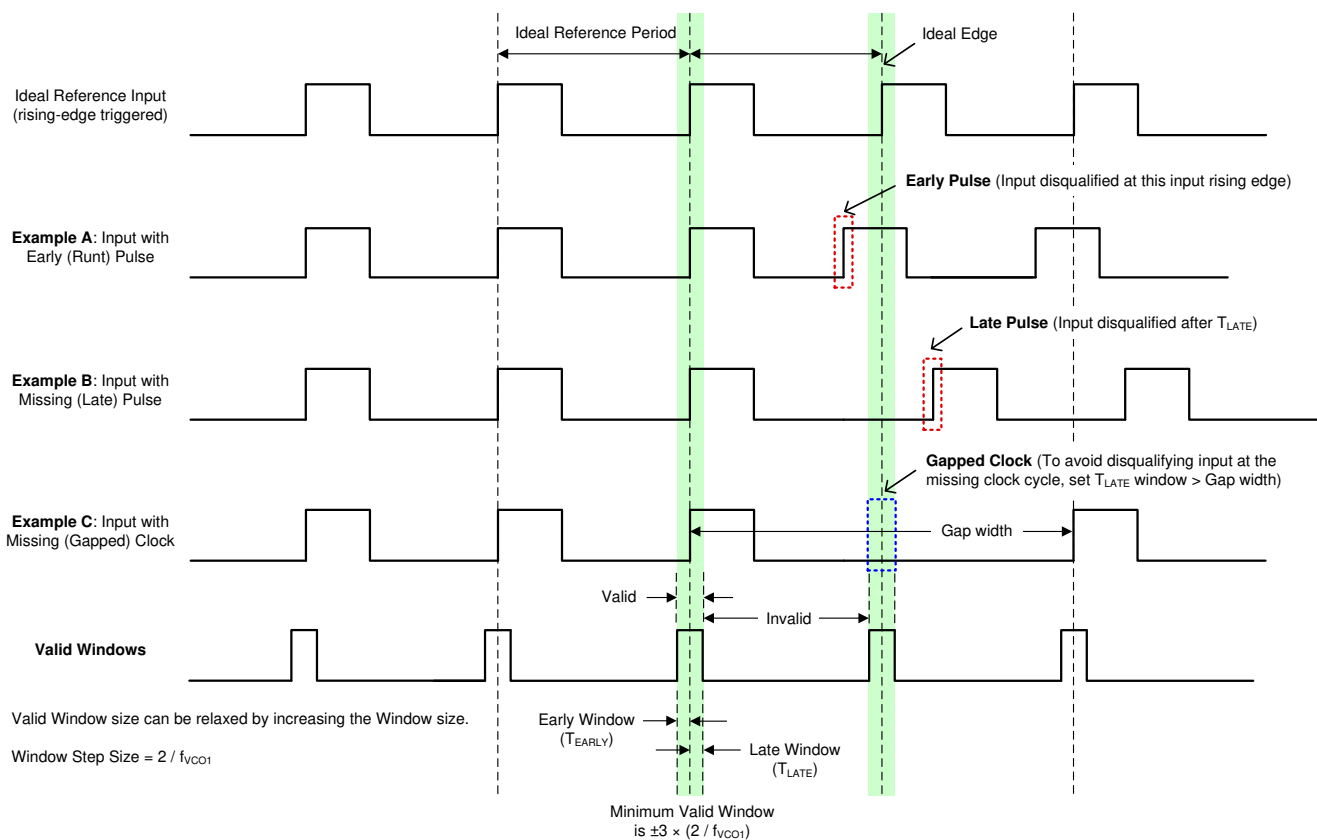 Ideal Reference Period
Ideal Edge
Ideal Reference Input
(rising-edge triggered)
Early Pulse (Input disqualified at this input rising edge)
Example A: Input with
Early (Runt) Pulse
Late Pulse (Input disqualified after TLATE)
Example B: Input with
Missing (Late) Pulse
Gapped Clock (To avoid disqualifying input at the
missing clock cycle, set TLATE window > Gap width)
Example C: Input with
Missing (Gapped) Clock
Gap width
Valid
Invalid
Valid Windows
Valid Window size can be relaxed by increasing the Window size.
Window Step Size = 2 / fVCO1
Early Window
(TEARLY)
Late Window
(TLATE)
Minimum Valid Window
is ±3 × (2 / fVCO1)